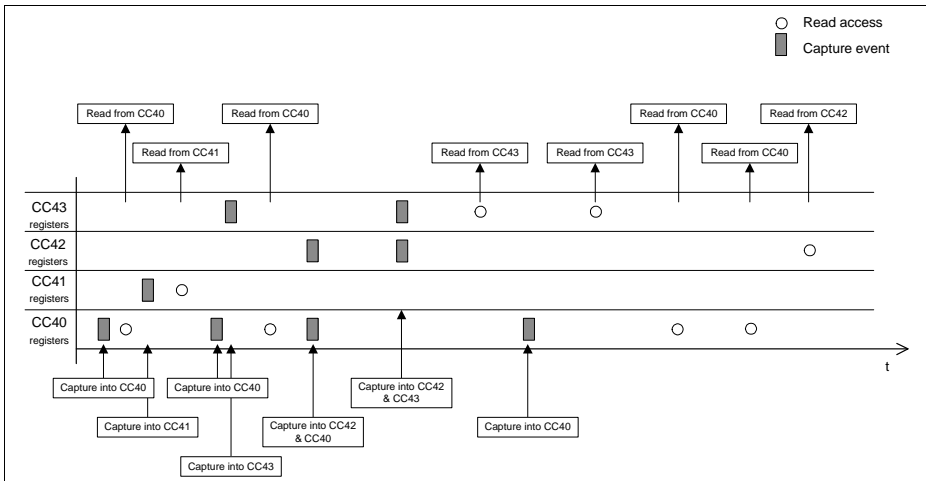 Read access
Capture event
Read from CC40
Read from CC40
Read from CC40
Read from CC42
Read from CC41
Read from CC43
Read from CC43
Read from CC40
CC43
registers
CC42
registers
CC41
registers
CC40
registers
t
Capture into CC40
Capture into CC40
Capture into CC42
& CC43
Capture into CC41
Capture into CC42
& CC40
Capture into CC40
Capture into CC43